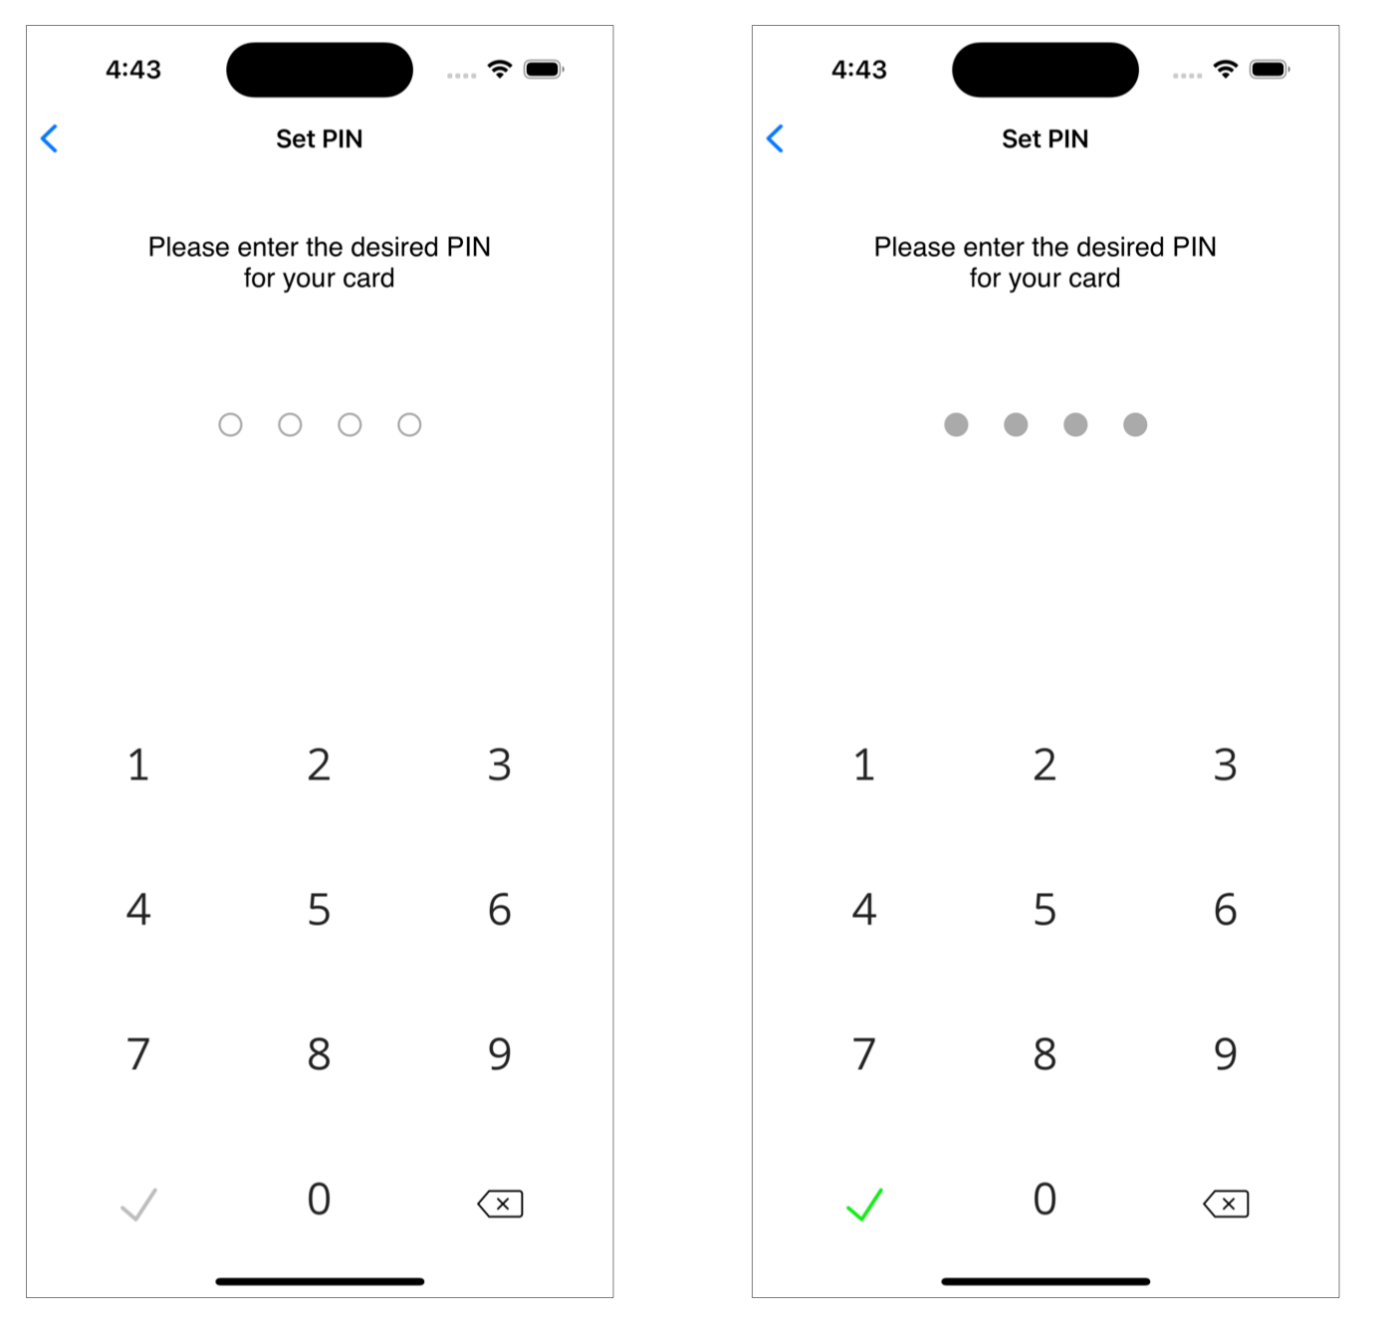 4:43
Set PIN
Please enter the desired PIN
for your card
1 2 3
4 5 6
7 8 9
0
4:43
Set PIN
Please enter the desired PIN
for your card
1 2 3
4 5 6
7 8 9
0